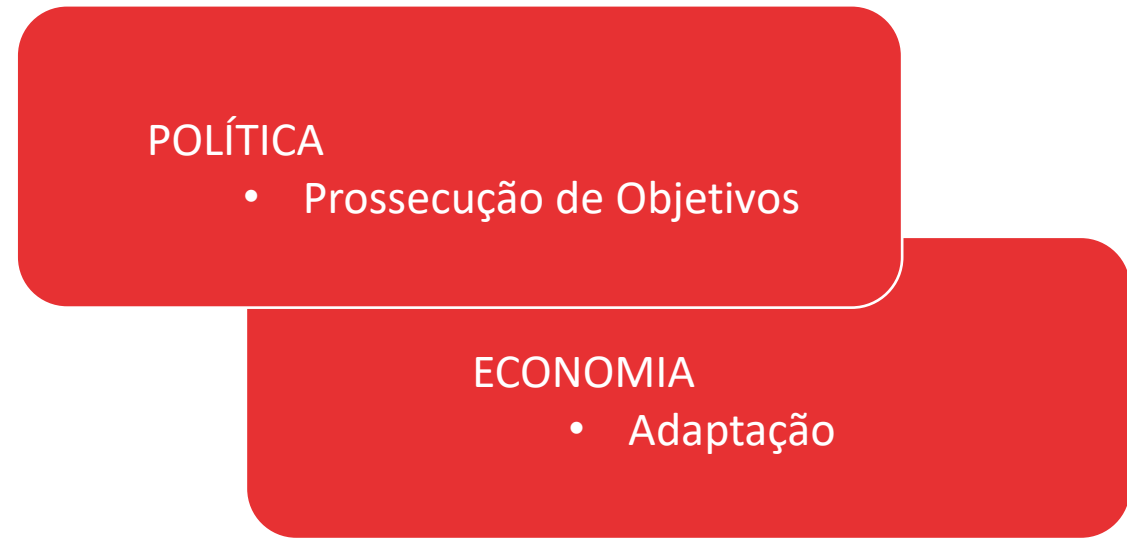 POLÍTICA
• Prossecução de Objetivos
ECONOMIA
• Adaptação